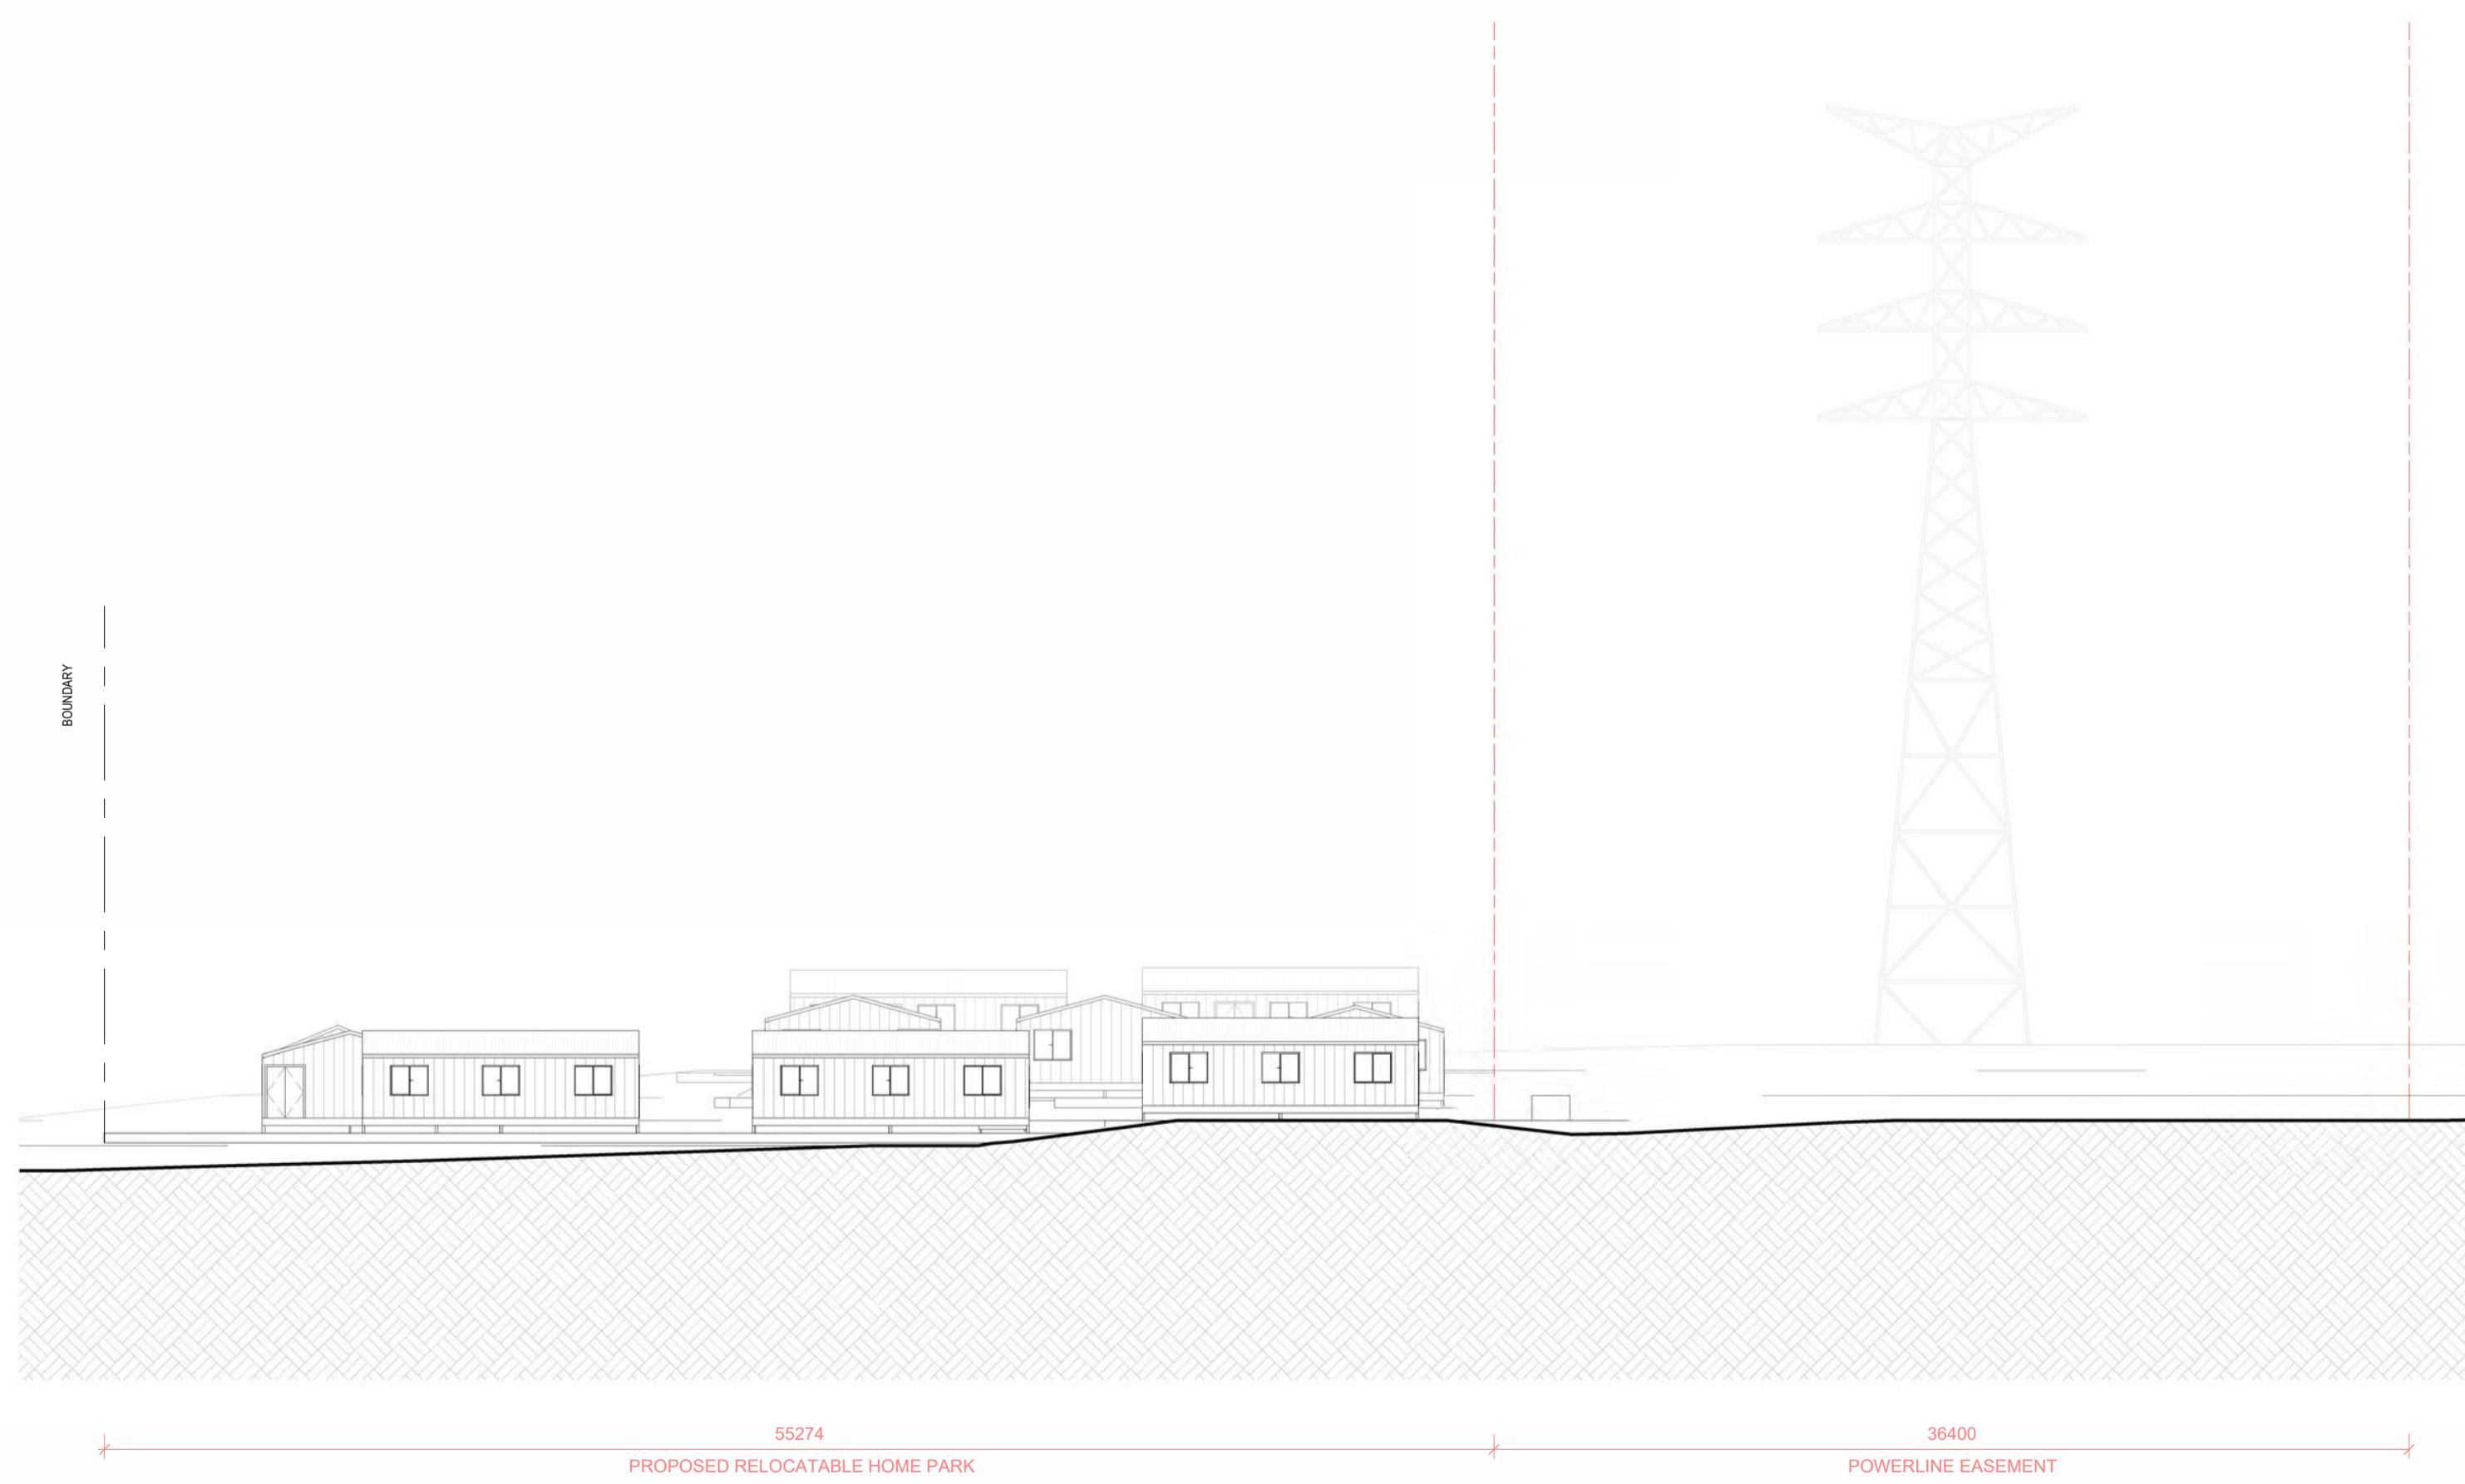 BOUNDARY
55274
PROPOSED RELOCATABLE HOME PARK
36400
POWERLINE EASEMENT